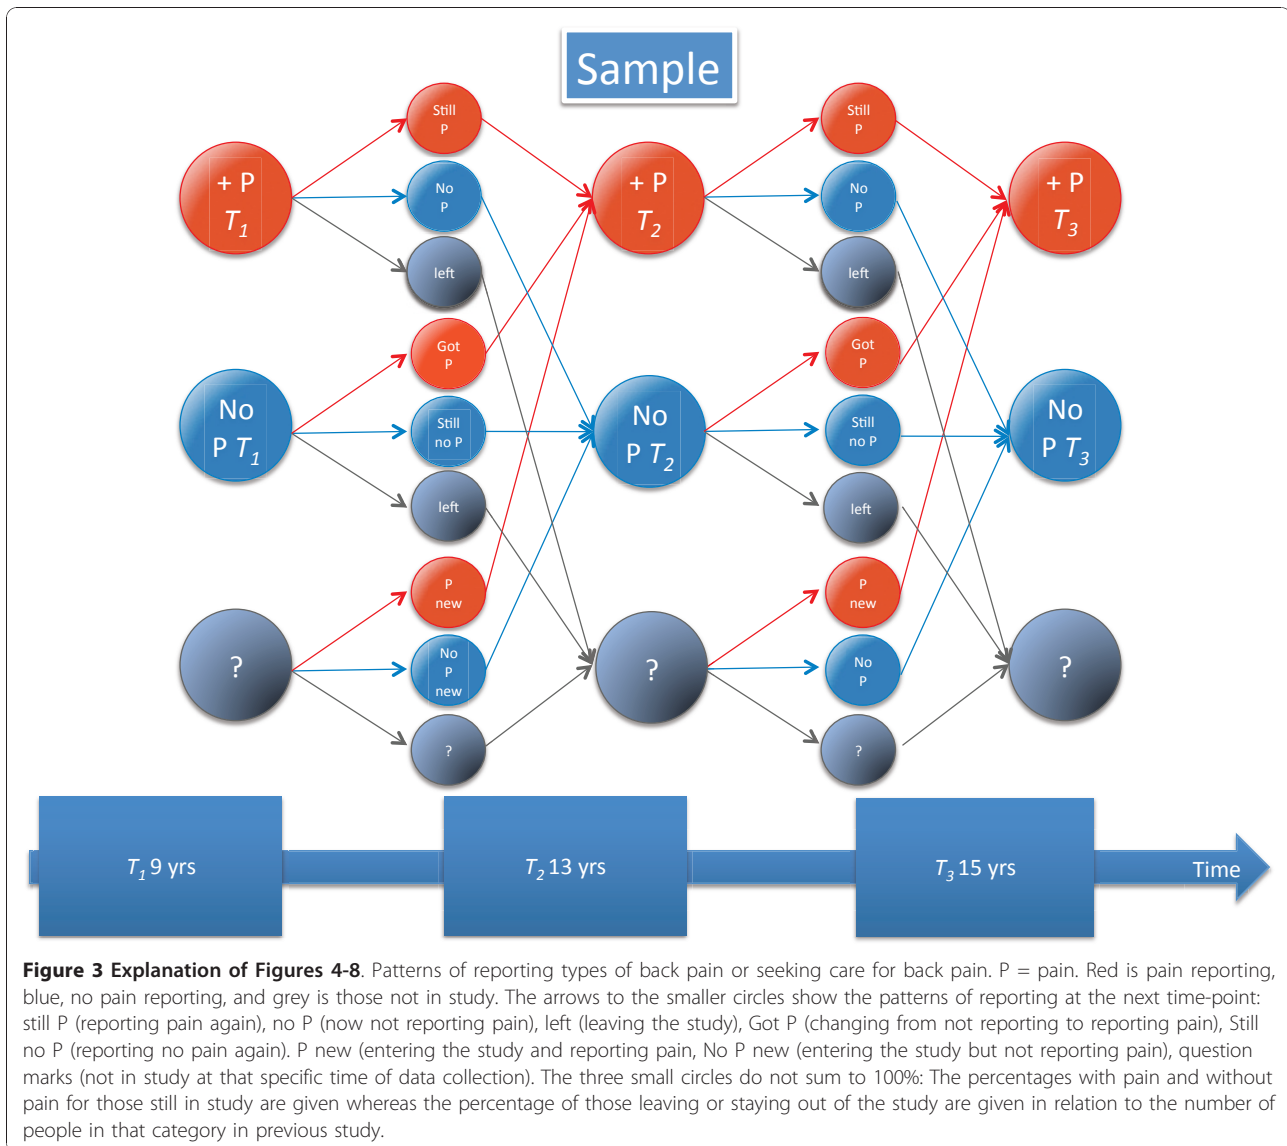 Sample
Still
P
Still
P
+ P
T1
No
P
+ P
T2
No
P
+ P
T3
left
left
Got
P
Got
P
No
P T1
Still
no P
No
P T2
Still
no P
No
P T3
left
left
P
new
P
new
?
No
P
new
?
No
P
?
?
?
T1 9 yrs
T2 13 yrs
T3 15 yrs
Time
Figure 3 Explanation of Figures 4-8. Patterns of reporting types of back pain or seeking care for back pain. P = pain. Red is pain reporting,
blue, no pain reporting, and grey is those not in study. The arrows to the smaller circles show the patterns of reporting at the next time-point:
still P (reporting pain again), no P (now not reporting pain), left (leaving the study), Got P (changing from not reporting to reporting pain), Still
no P (reporting no pain again). P new (entering the study and reporting pain, No P new (entering the study but not reporting pain), question
marks (not in study at that specific time of data collection). The three small circles do not sum to 100%: The percentages with pain and without
pain for those still in study are given whereas the percentage of those leaving or staying out of the study are given in relation to the number of
people in that category in previous study.